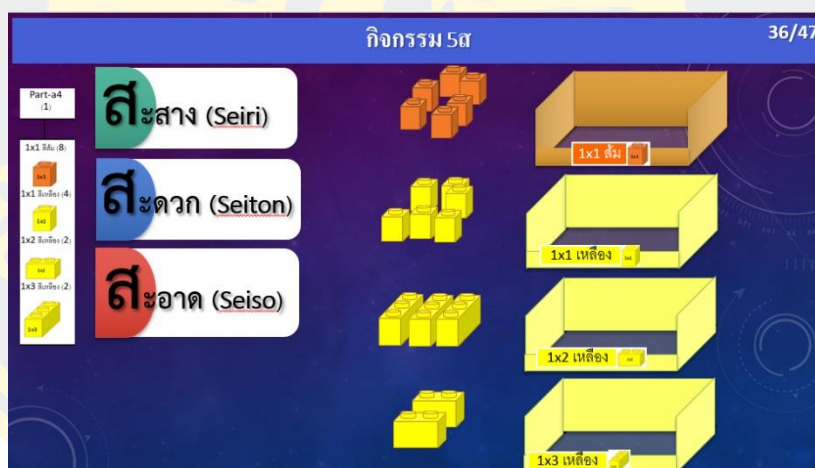 กิจกรรม 5ส
36/47
Part-a4
(1)
1x1 สีส้ม (8)
1x1
1x1 สีเหลือง (4)
1x1
1x2 สีเหลือง (2)
1x3 สีเหลือง (2)
1x3
สะสาง (Seiri)
สะดวก (Seiton)
สะอาด (Seiso)
1x1 ส้ม
1x1 เหลือง
1x2 เหลือง
1x3 เหลือง